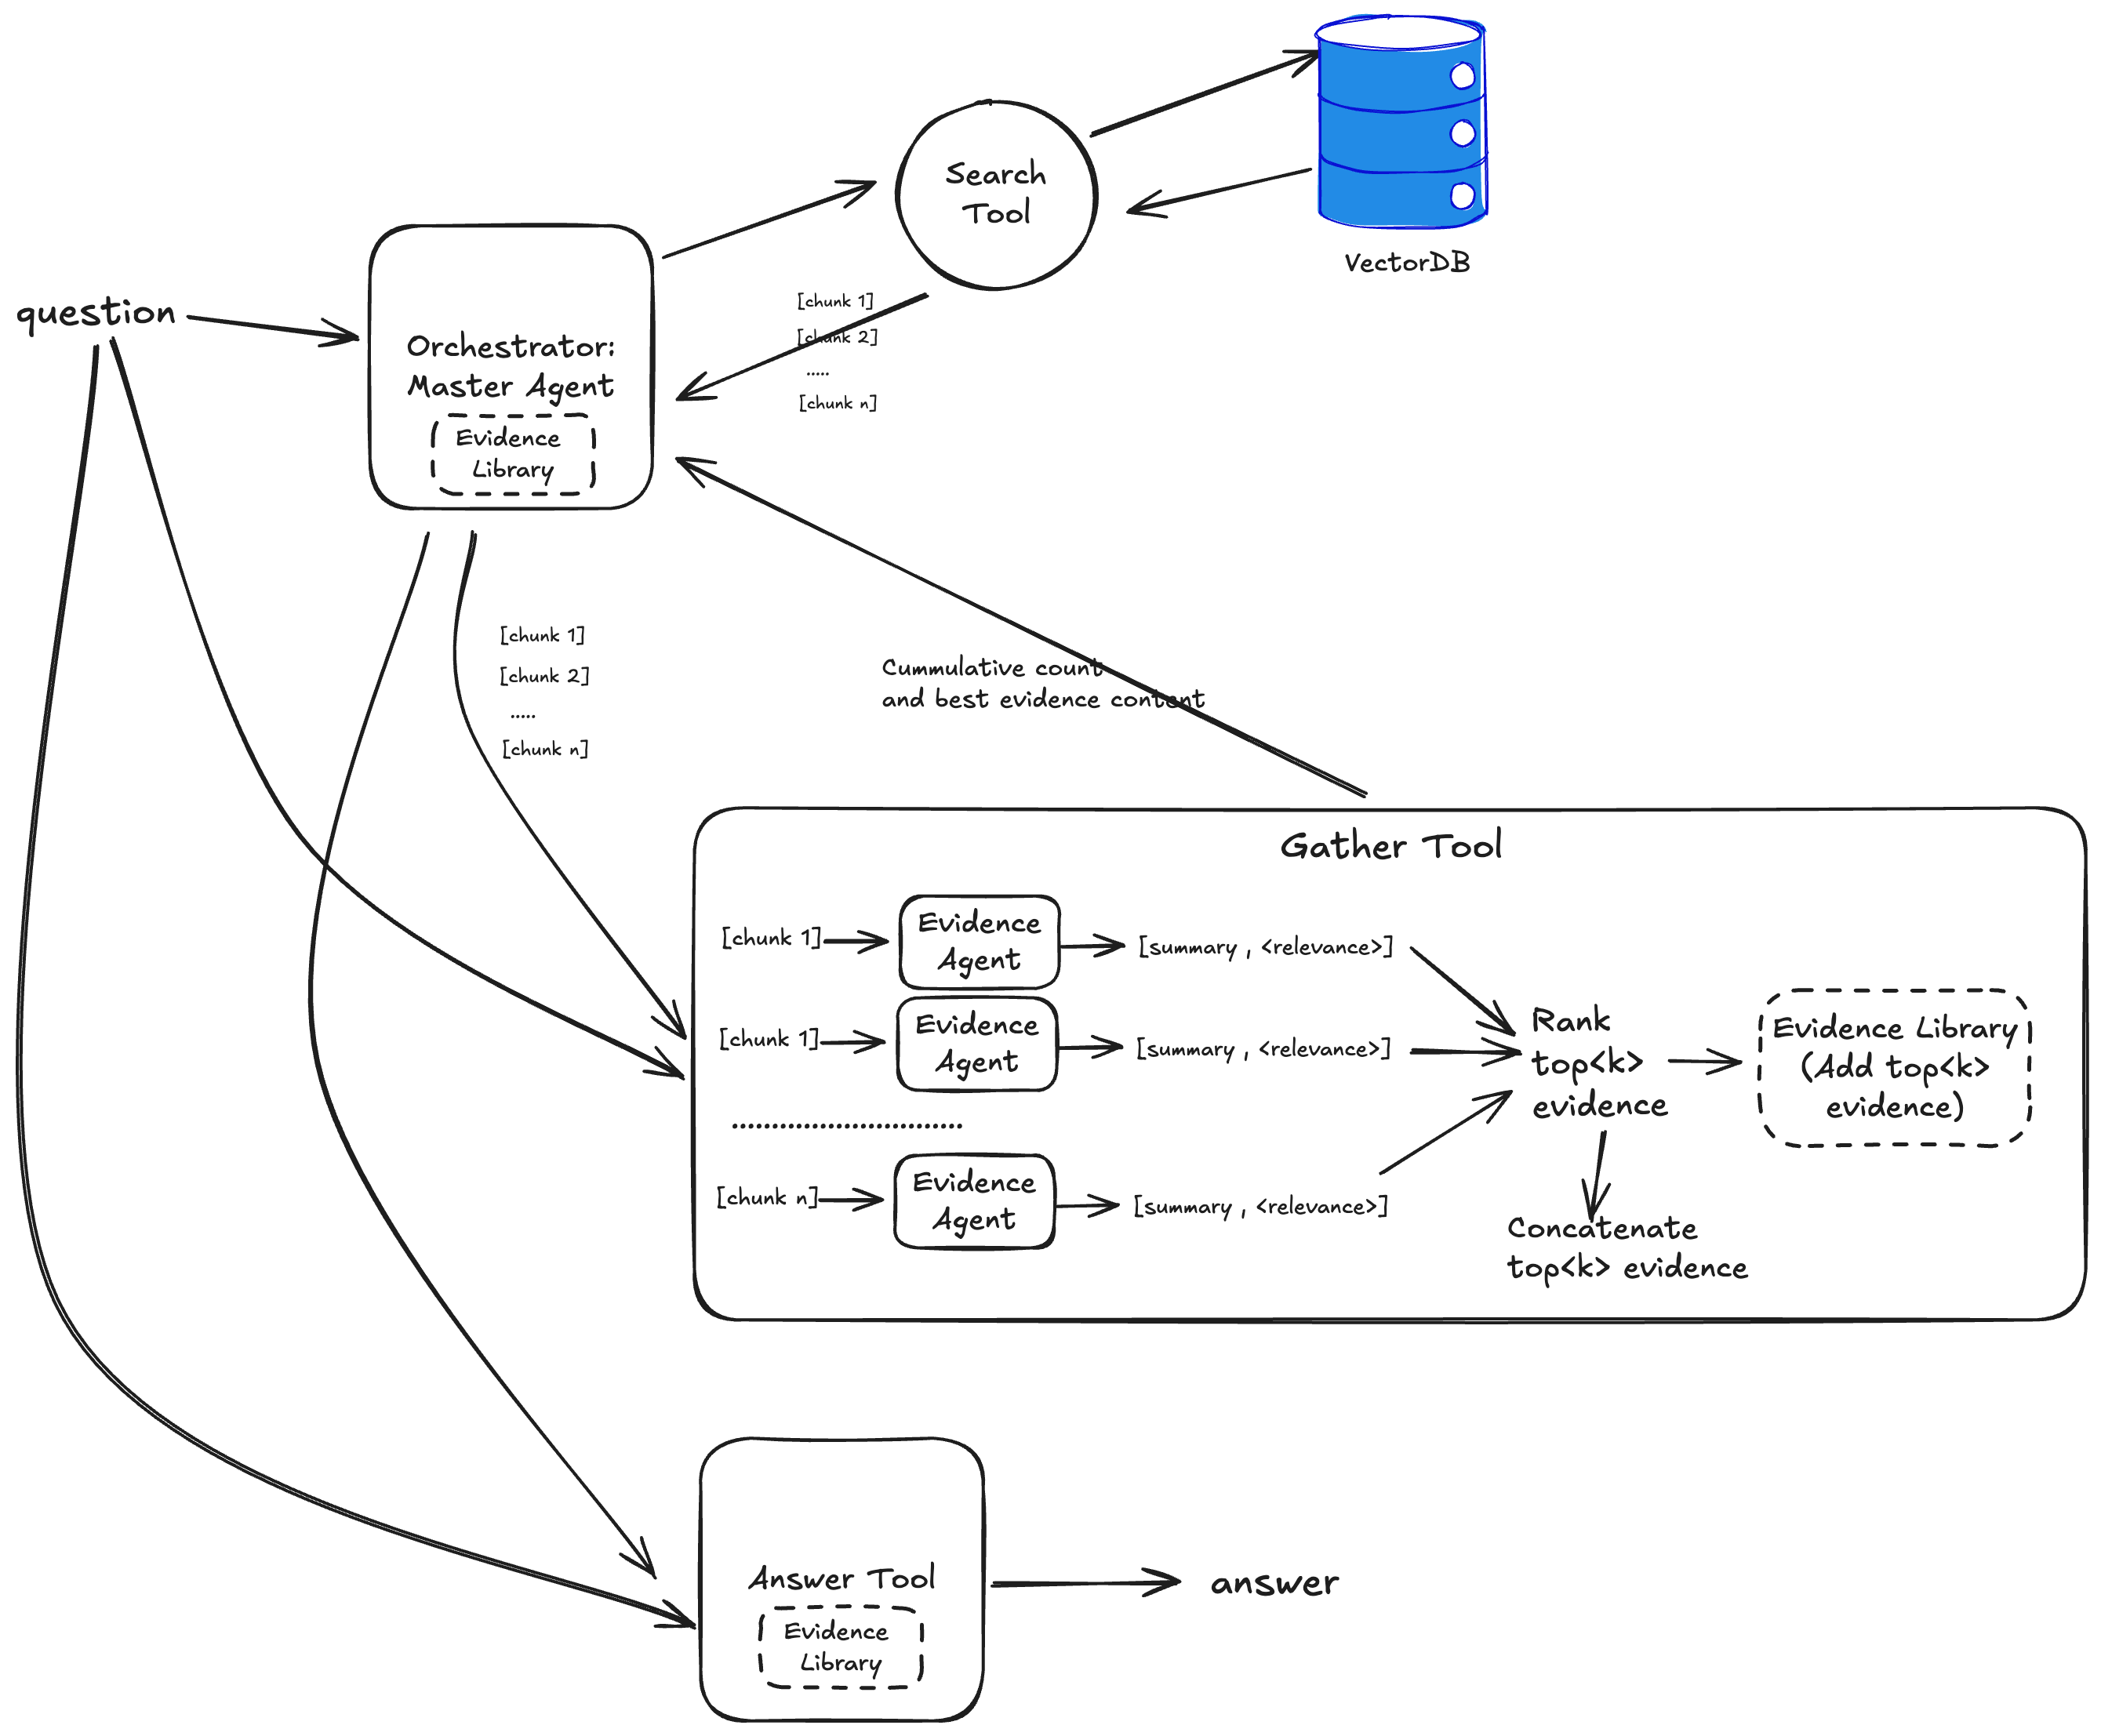 Search
Tool
VectorDB
question
Orchestrator:
Master Agent
Evidence
Library
[chunk 1]
[chunk 2]
.....
[chunk n]
[chunk 1]
[chunk 2]
.....
[chunk n]
Cummulative count
and best evidence content
Gather Tool
[chunk 1]
Evidence
Agent
[summary , <relevance>]
[chunk 1]
Evidence
Agent
[summary , <relevance>]
.............................
[chunk n]
Evidence
Agent
[summary , <relevance>]
Rank
top<k>
evidence
Evidence Library
(Add top<k>
evidence)
Concatenate
top<k> evidence
Answer Tool
Evidence
Library
answer